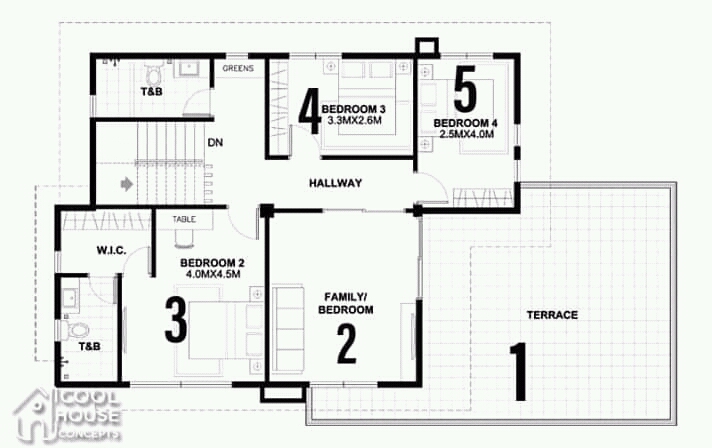 GREENS
T&B
4
BEDROOM 3
3.3MX2.6M
5
BEDROOM 4
2.5MX4.0M
DN
HALLWAY
TABLE
W.I.C.
BEDROOM 2
4.0MX4.5M
3
FAMILY/
BEDROOM
2
TERRACE
1
T&B
COOL
HOUSE
CONCEPTS